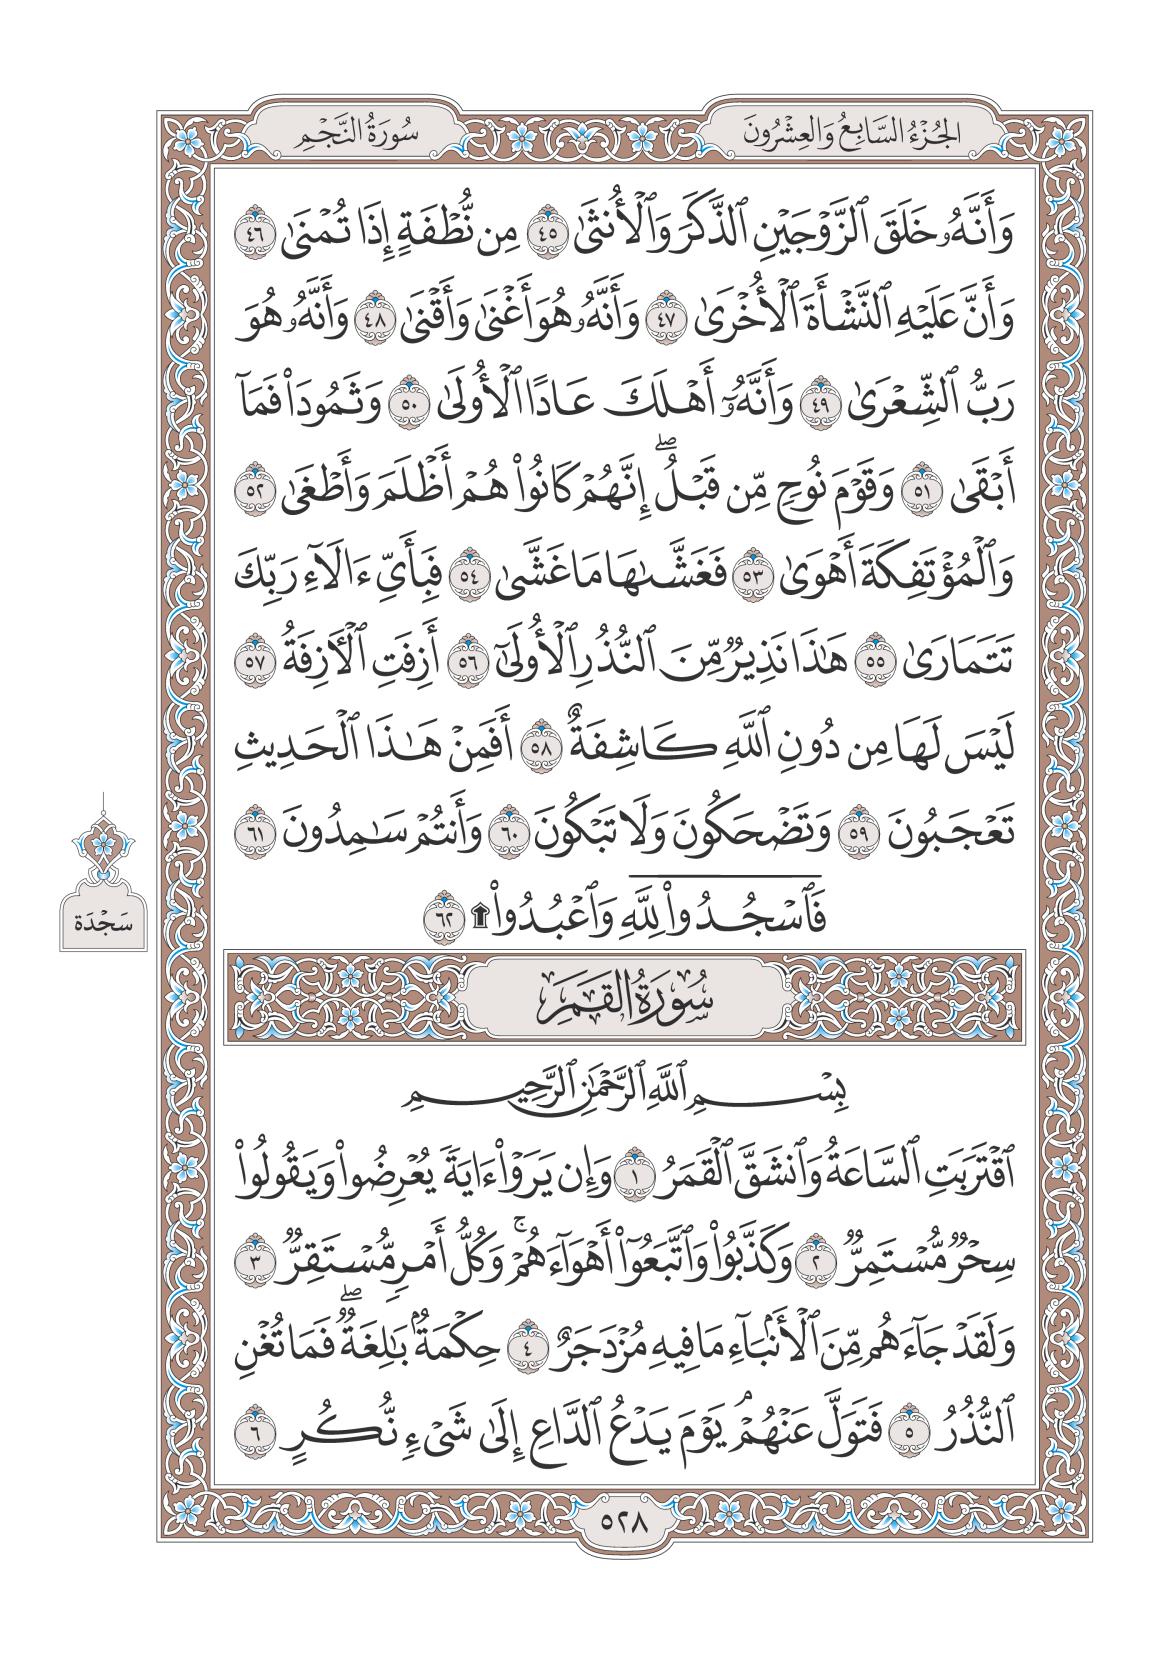 الجُزْءُ السَّابِعُ وَالعِشْرُونَ
سُورَةُ النَّجْمِ
وَأَنَّهُۥ خَلَقَ ٱلزَّوْجَيْنِ ٱلذَّكَرَ وَٱلْأُنثَىٰ ٤٥ مِن نُّطْفَةٍ إِذَا تُمْنَىٰ ٤٦
وَأَنَّ عَلَيْهِ ٱلنَّشْأَةَ ٱلْأُخْرَىٰ ٤٧ وَأَنَّهُۥ هُوَ أَغْنَىٰ وَأَقْنَىٰ ٤٨ وَأَنَّهُۥ هُوَ
رَبُّ ٱلشِّعْرَىٰ ٤٩ وَأَنَّهُۥٓ أَهْلَكَ عَادًا ٱلْأُولَىٰ ٥٠ وَثَمُودَا۟ فَمَآ
أَبْقَىٰ ٥١ وَقَوْمَ نُوحٍ مِّن قَبْلُ ۖ إِنَّهُمْ كَانُوا۟ هُمْ أَظْلَمَ وَأَطْغَىٰ ٥٢
وَٱلْمُؤْتَفِكَةَ أَهْوَىٰ ٥٣ فَغَشَّىٰهَا مَا غَشَّىٰ ٥٤ فَبِأَىِّ ءَالَآءِ رَبِّكَ
تَتَمَارَىٰ ٥٥ هَٰذَا نَذِيرٌ مِّنَ ٱلنُّذُرِ ٱلْأُولَىٰٓ ٥٦ أَزِفَتِ ٱلْـَٔازِفَةُ ٥٧
لَيْسَ لَهَا مِن دُونِ ٱللَّهِ كَاشِفَةٌ ٥٨ أَفَمِنْ هَٰذَا ٱلْحَدِيثِ
تَعْجَبُونَ ٥٩ وَتَضْحَكُونَ وَلَا تَبْكُونَ ٦٠ وَأَنتُمْ سَٰمِدُونَ ٦١
فَٱسْجُدُوا۟ لِلَّهِ وَٱعْبُدُوا۟ ۩ ٦٢
سَجْدَة
سُورَةُ القَمَرِ
بِسْمِ ٱللَّهِ ٱلرَّحْمَٰنِ ٱلرَّحِيمِ
ٱقْتَرَبَتِ ٱلسَّاعَةُ وَٱنشَقَّ ٱلْقَمَرُ ١ وَإِن يَرَوْا۟ ءَايَةً يُعْرِضُوا۟ وَيَقُولُوا۟
سِحْرٌ مُّسْتَمِرٌّ ٢ وَكَذَّبُوا۟ وَٱتَّبَعُوٓا۟ أَهْوَآءَهُمْ ۚ وَكُلُّ أَمْرٍ مُّسْتَقِرٌّ ٣
وَلَقَدْ جَآءَهُم مِّنَ ٱلْأَنۢبَآءِ مَا فِيهِ مُزْدَجَرٌ ٤ حِكْمَةٌۢ بَٰلِغَةٌ ۖ فَمَا تُغْنِ
ٱلنُّذُرُ ٥ فَتَوَلَّ عَنْهُمْ ۘ يَوْمَ يَدْعُ ٱلدَّاعِ إِلَىٰ شَىْءٍ نُّكُرٍ ٦
٥٢٨